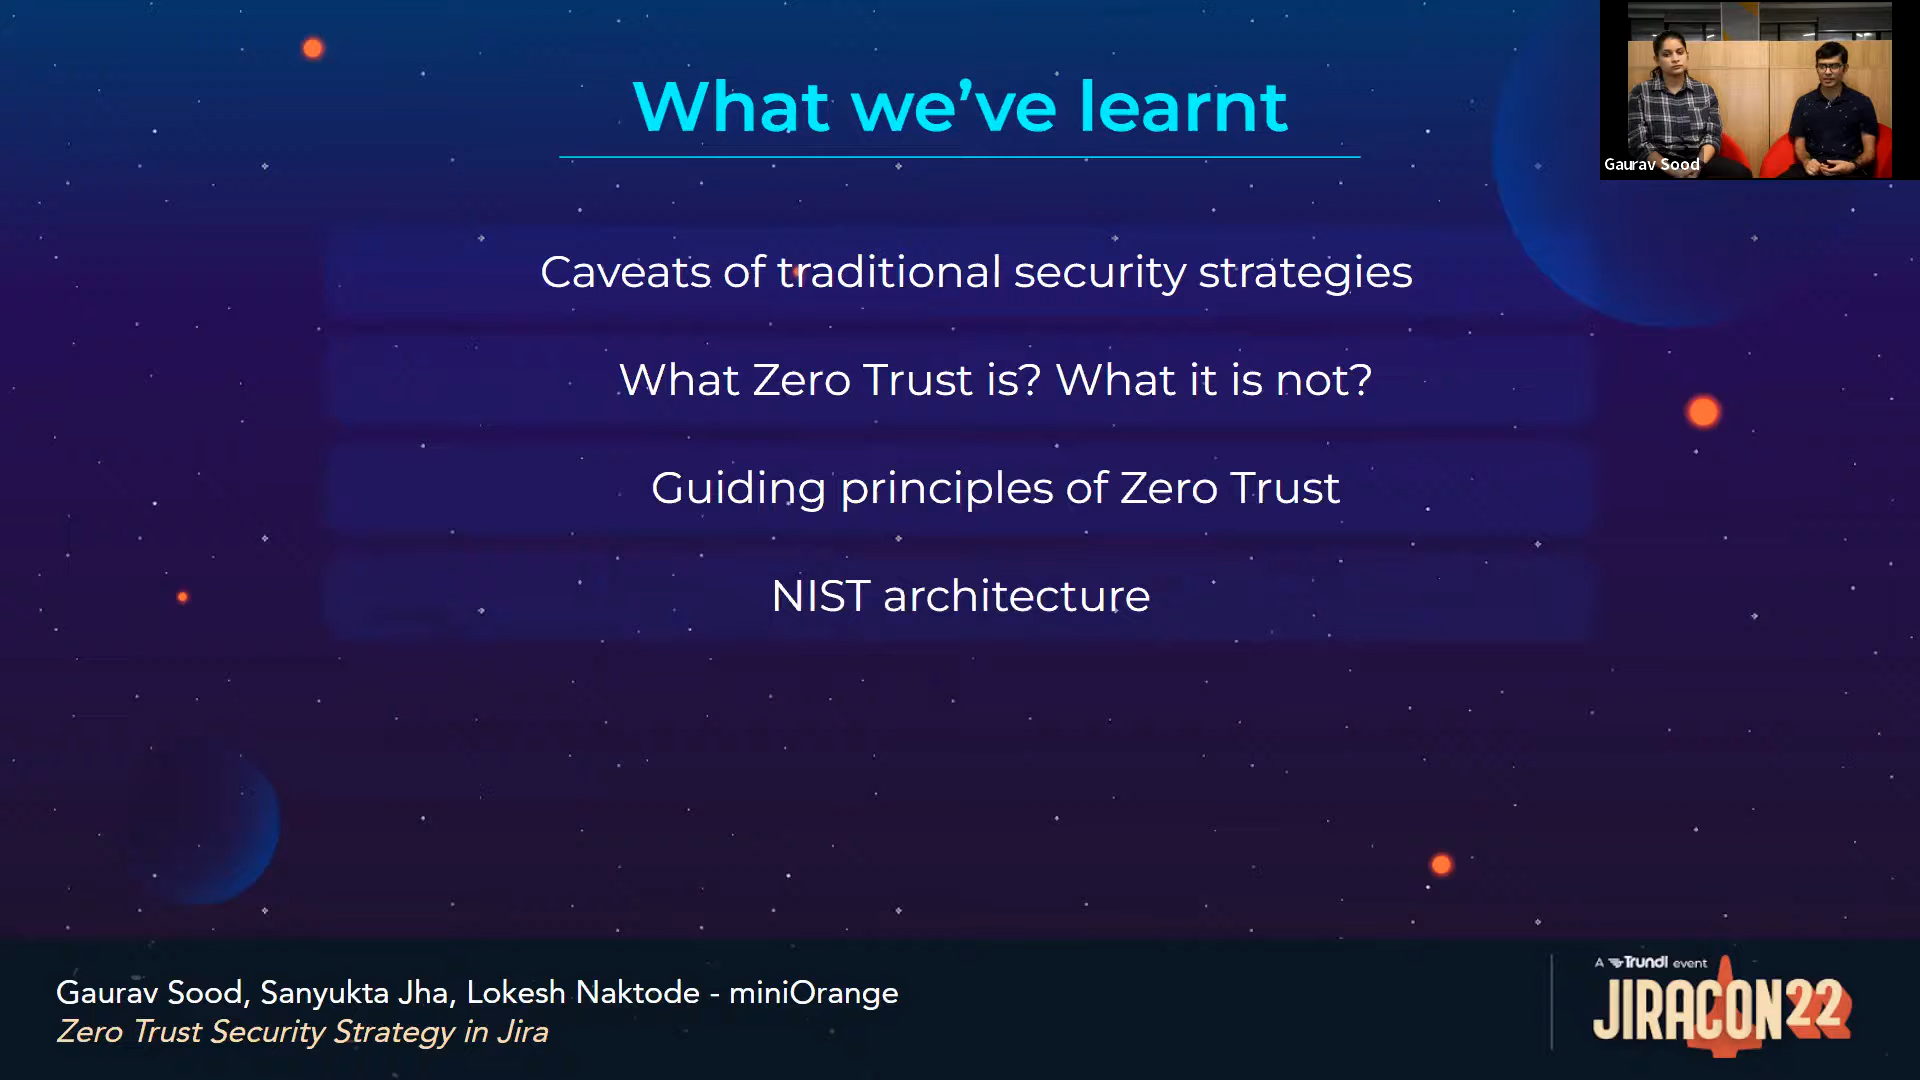 What we’ve learnt
Gaurav Sood
Caveats of traditional security strategies
What Zero Trust is? What it is not?
Guiding principles of Zero Trust
NIST architecture
Gaurav Sood, Sanyukta Jha, Lokesh Naktode - miniOrange
Zero Trust Security Strategy in Jira
A Trundl event
JIRACON22